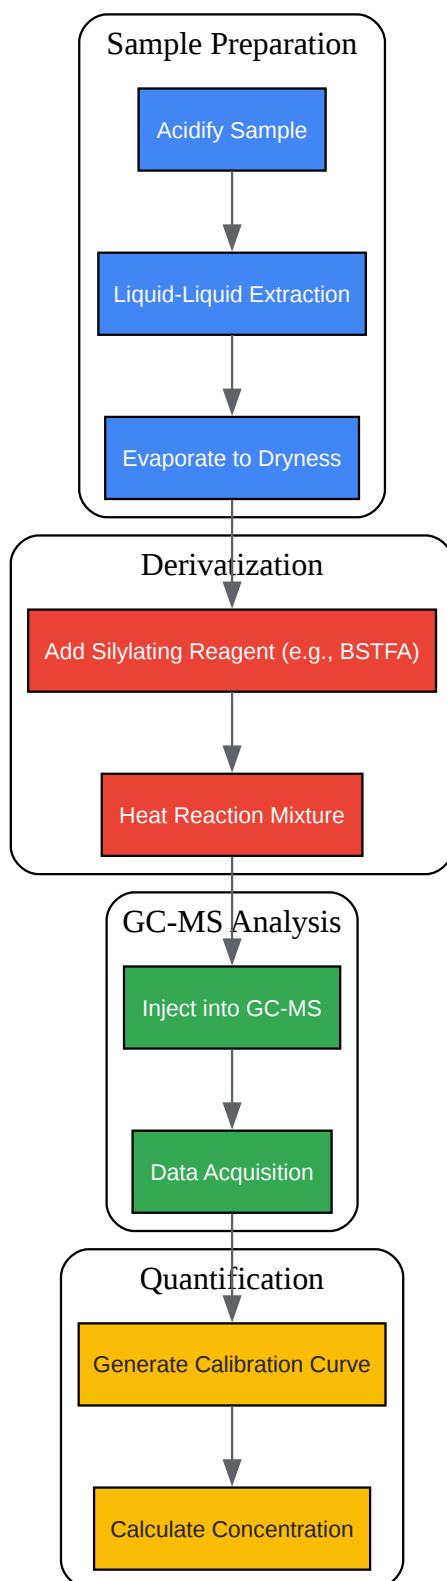 Sample Preparation
Acidify Sample
Liquid-Liquid Extraction
Evaporate to Dryness
Derivatization
Add Silylating Reagent (e.g., BSTFA)
Heat Reaction Mixture
GC-MS Analysis
Inject into GC-MS
Data Acquisition
Quantification
Generate Calibration Curve
Calculate Concentration